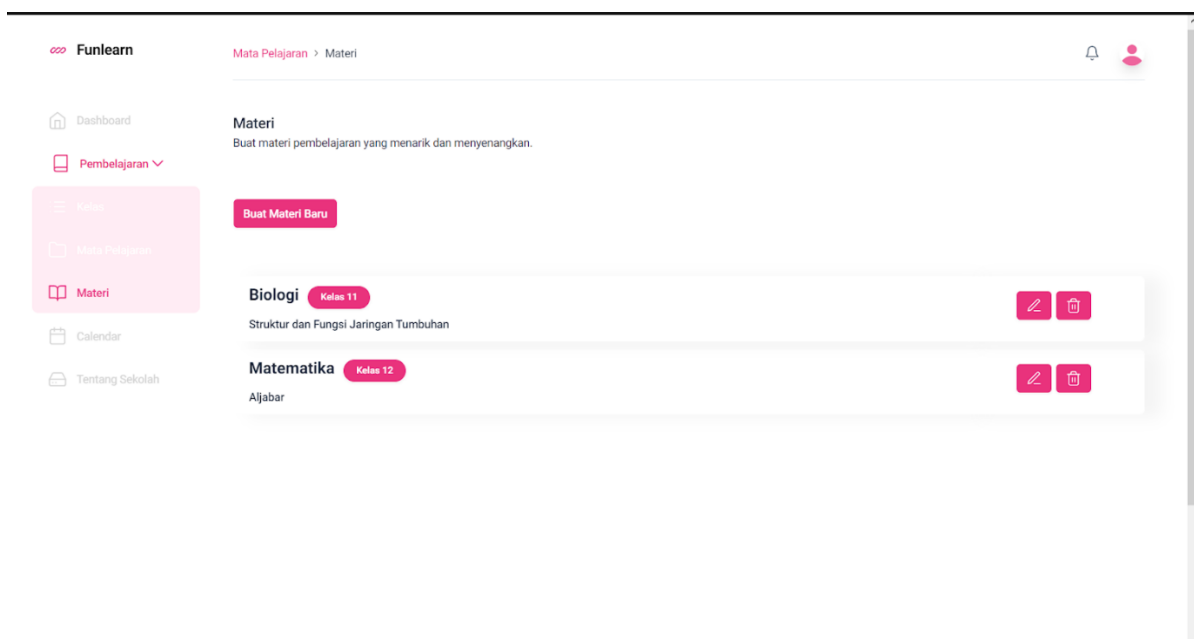 Funlearn
Mata Pelajaran > Materi
Dashboard
Pembelajaran
Kelas
Mata Pelajaran
Materi
Calendar
Tentang Sekolah
Materi
Buat materi pembelajaran yang menarik dan menyenangkan.
Buat Materi Baru
Biologi Kelas 11
Struktur dan Fungsi Jaringan Tumbuhan
Matematika Kelas 12
Aljabar